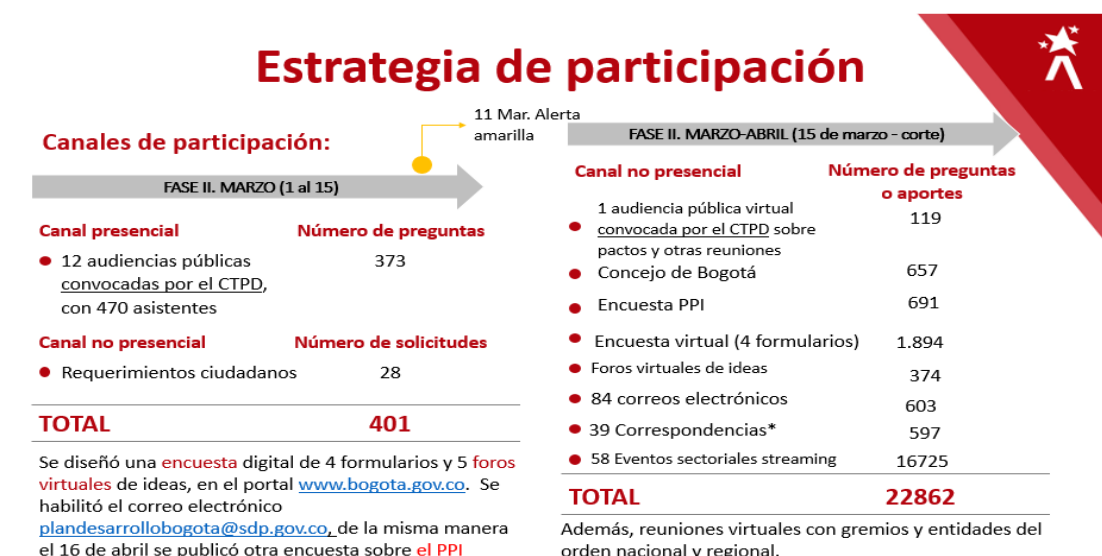 Estrategia de participación
11 Mar. Alerta
amarilla
Canales de participación:
FASE II. MARZO (1 al 15)
Canal presencial Número de preguntas
12 audiencias públicas 373
convocadas por el CTPD,
con 470 asistentes
Canal no presencial Número de solicitudes
Requerimientos ciudadanos 28
TOTAL 401
Se diseñó una encuesta digital de 4 formularios y 5 foros
virtuales de ideas, en el portal www.bogota.gov.co. Se
habilitó el correo electrónico
plandesarrollobogota@sdp.gov.co, de la misma manera
el 16 de abril se publicó otra encuesta sobre el PPI
FASE II. MARZO-ABRIL (15 de marzo - corte)
Canal no presencial Número de preguntas
o aportes
1 audiencia pública virtual 119
convocada por el CTPD sobre
pactos y otras reuniones
Concejo de Bogotá 657
Encuesta PPI 691
Encuesta virtual (4 formularios) 1.894
Foros virtuales de ideas 374
84 correos electrónicos 603
39 Correspondencias* 597
58 Eventos sectoriales streaming 16725
TOTAL 22862
Además, reuniones virtuales con gremios y entidades del
orden nacional y regional.